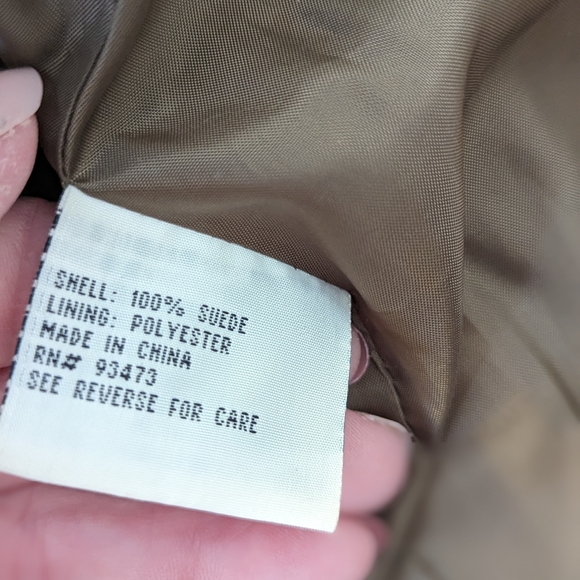 SHELL: 100% SUEDE
LINING: POLYESTER
MADE IN CHINA
RN# 93473
SEE REVERSE FOR CARE